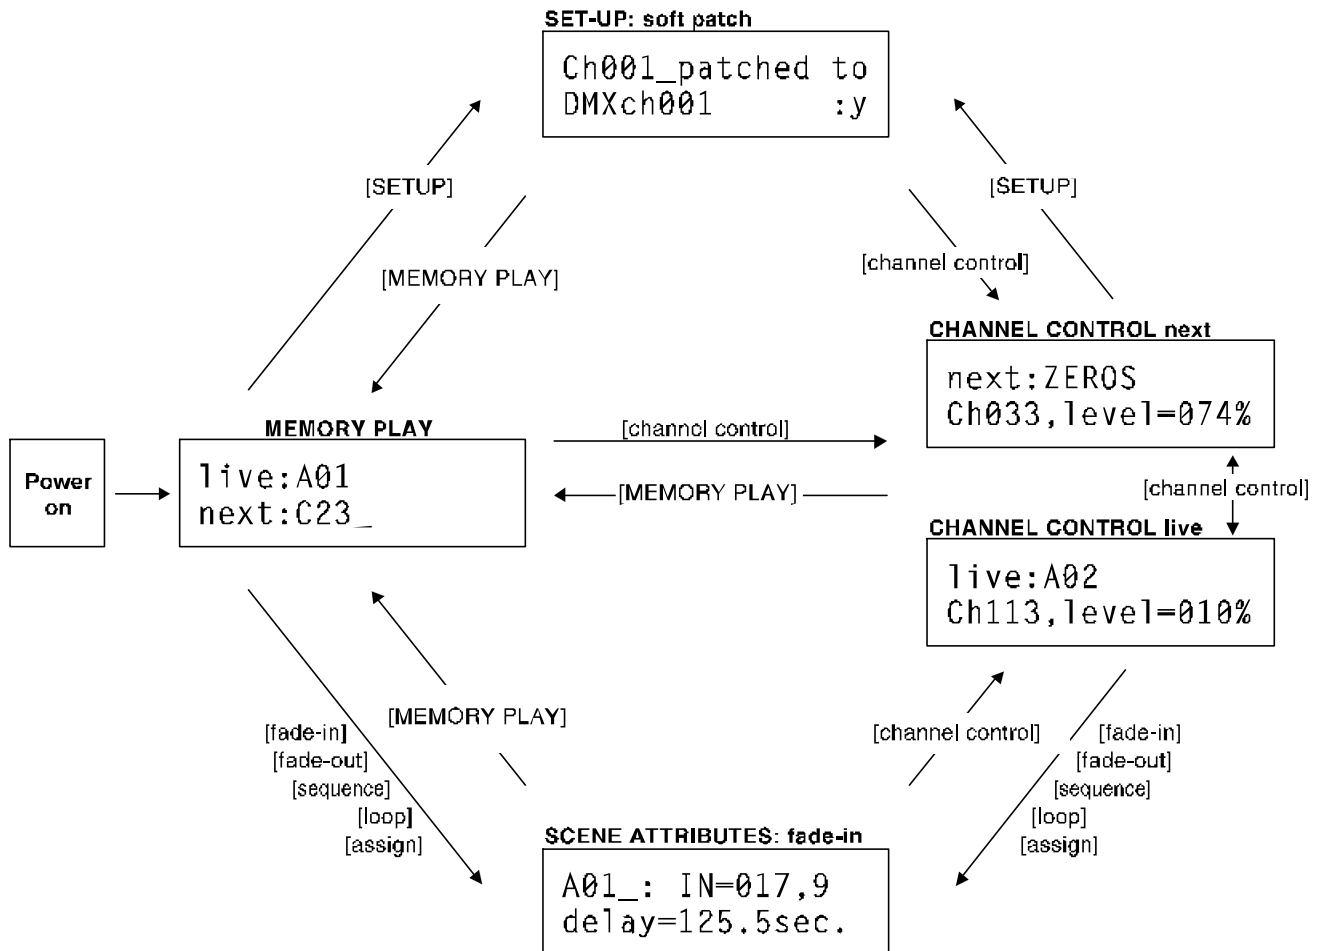 SET-UP: soft patch
Ch001_patched to
DMXch001 :y
[SETUP]
[SETUP]
[MEMORY PLAY]
[channel control]
CHANNEL CONTROL next
next:ZEROS
Ch033,level=074%
MEMORY PLAY
live:A01
next:C23_
Power
on
[channel control]
[MEMORY PLAY]
[channel control]
CHANNEL CONTROL live
live:A02
Ch113,level=010%
[MEMORY PLAY]
[fade-in]
[fade-out]
[sequence]
[loop]
[assign]
[channel control]
[fade-in]
[fade-out]
[sequence]
[loop]
[assign]
SCENE ATTRIBUTES: fade-in
A01_: IN=017,9
delay=125.5sec.